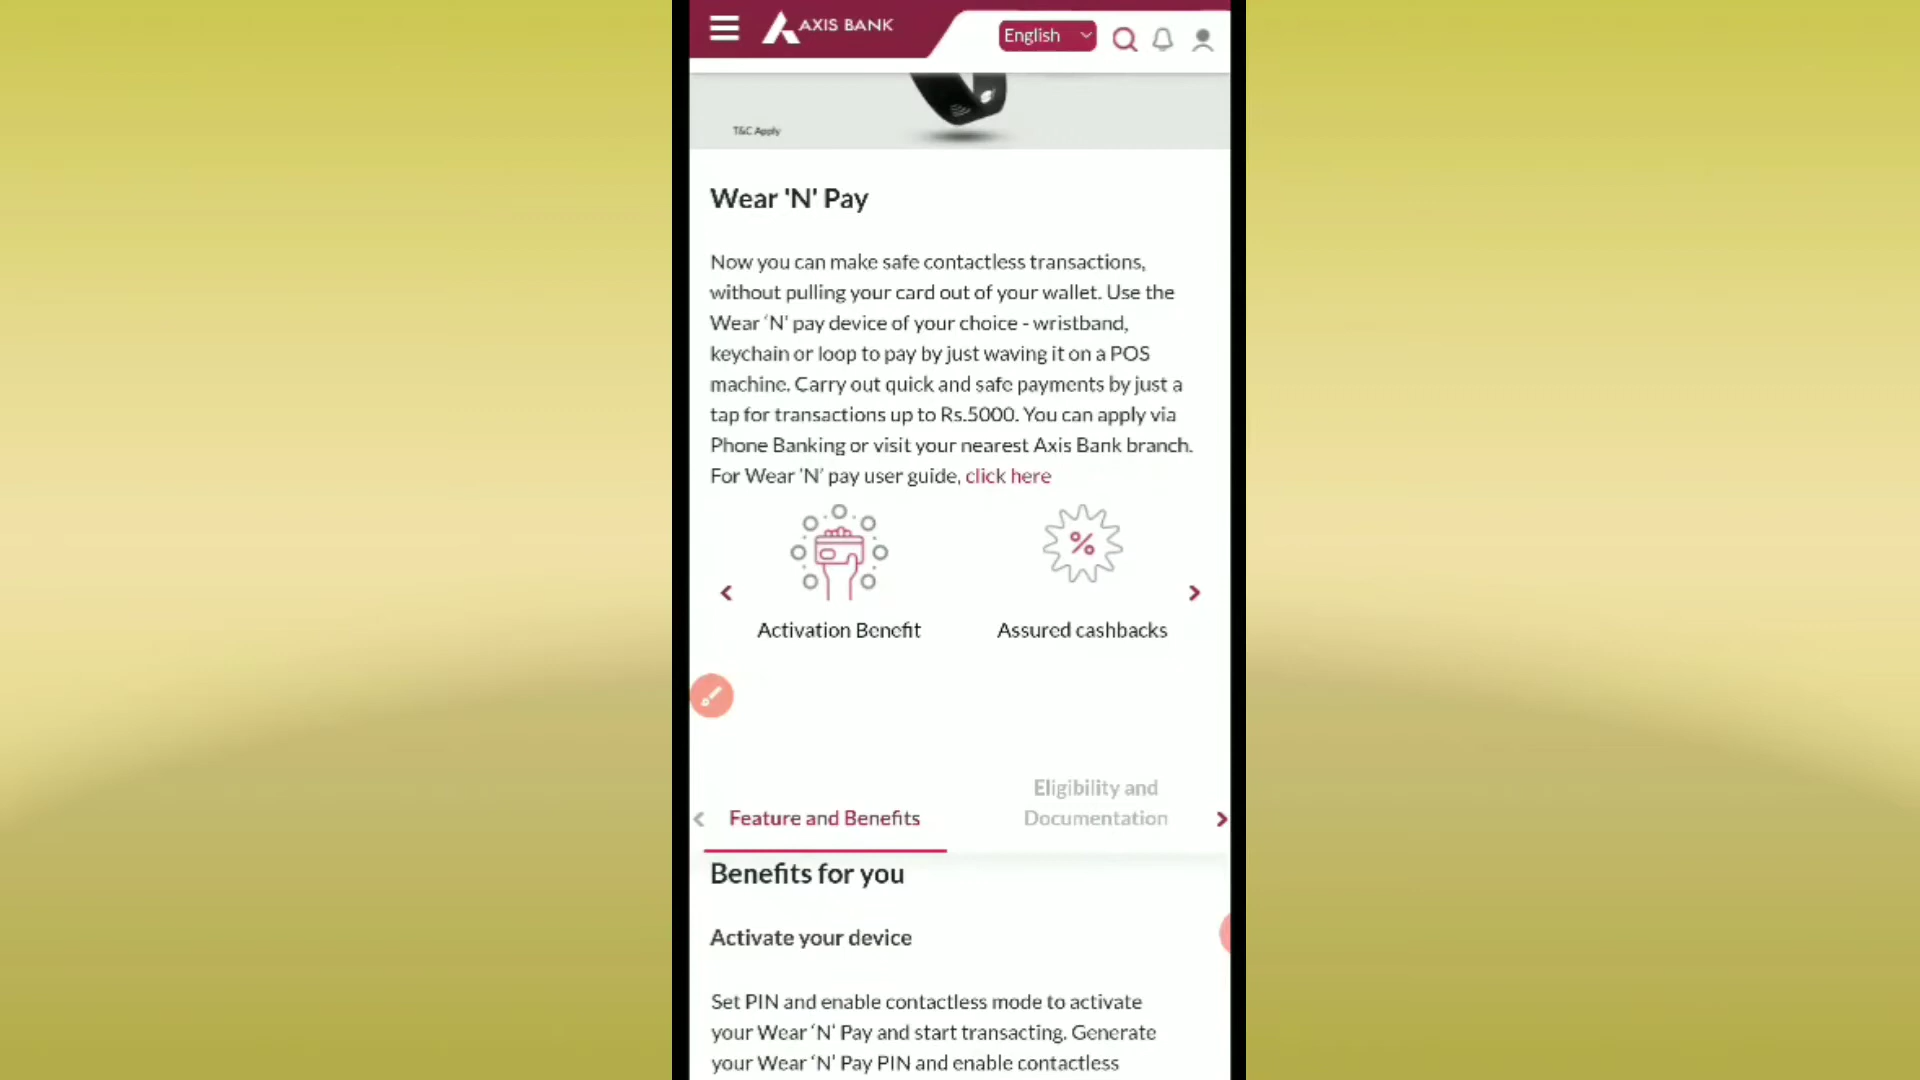 AXIS BANK
English
T&C Apply
Wear 'N' Pay
Now you can make safe contactless transactions,
without pulling your card out of your wallet. Use the
Wear ‘N’ pay device of your choice - wristband,
keychain or loop to pay by just waving it on a POS
machine. Carry out quick and safe payments by just a
tap for transactions up to Rs.5000. You can apply via
Phone Banking or visit your nearest Axis Bank branch.
For Wear ‘N’ pay user guide, click here
%
Activation Benefit
Assured cashbacks
Feature and Benefits
Eligibility and
Documentation
Benefits for you
Activate your device
Set PIN and enable contactless mode to activate
your Wear ‘N’ Pay and start transacting. Generate
your Wear ‘N’ Pay PIN and enable contactless